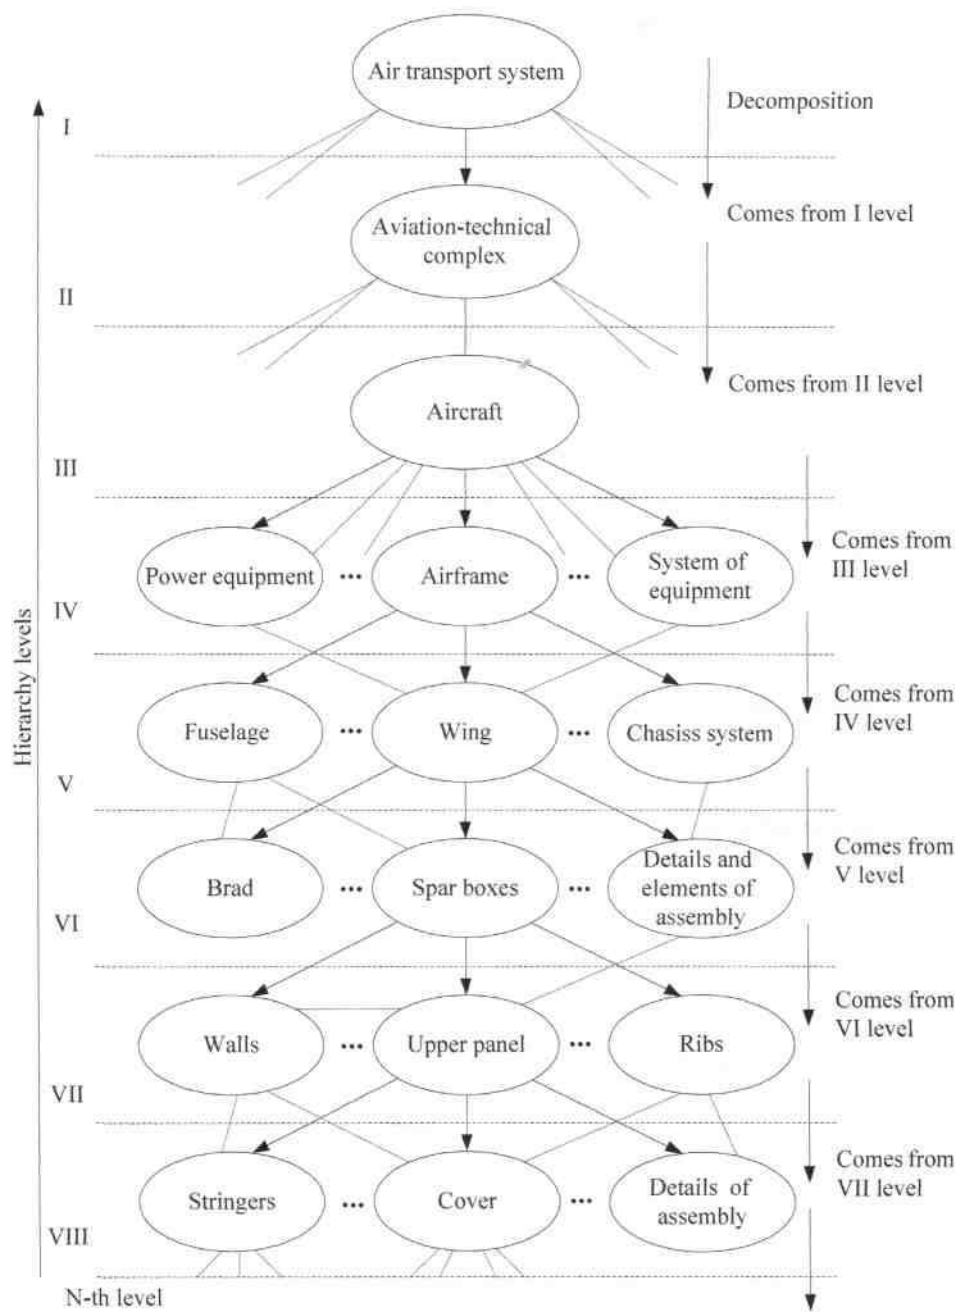 Air transport system
Decomposition
I
Comes from I level
Aviation-technical
complex
II
Comes from II level
Aircraft
III
Comes from
III level
Power equipment
...
Airframe
...
System of
equipment
IV
Hierarchy levels
Comes from
IV level
Fuselage
...
Wing
...
Chasiss system
V
Comes from
V level
Brad
...
Spar boxes
...
Details and
elements of
assembly
VI
Comes from
VI level
Walls
...
Upper panel
...
Ribs
VII
Comes from
VII level
Stringers
...
Cover
...
Details of
assembly
VIII
N-th level